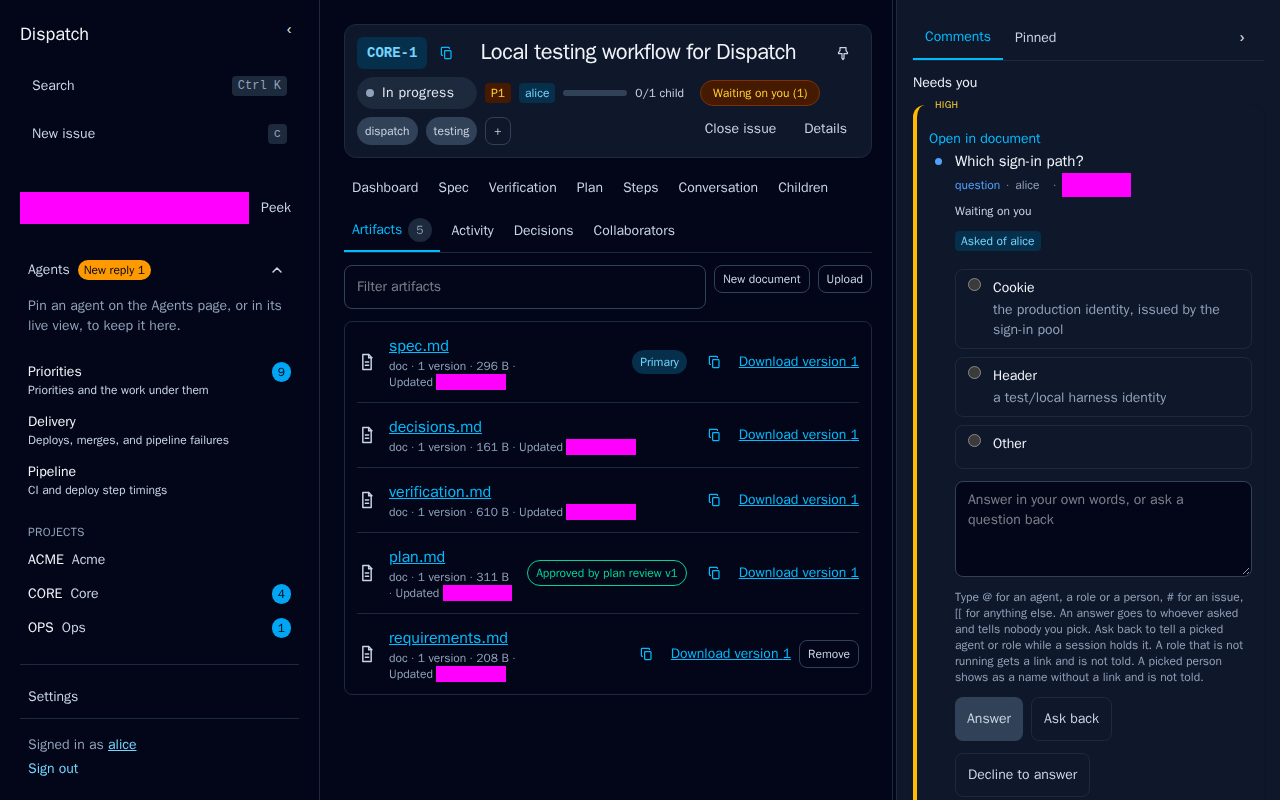 Dispatch
Search
Ctrl K
New issue
C
Peek
Agents
New reply 1
Pin an agent on the Agents page, or in its
live view, to keep it here.
Priorities
9
Priorities and the work under them
Delivery
Deploys, merges, and pipeline failures
Pipeline
CI and deploy step timings
PROJECTS
ACME Acme
CORE Core
4
OPS Ops
1
Settings
Signed in as alice
Sign out
CORE-1
Local testing workflow for Dispatch
In progress
P1
alice
0/1 child
Waiting on you (1)
dispatch
testing
+
Close issue
Details
Dashboard
Spec
Verification
Plan
Steps
Conversation
Children
Artifacts 5
Activity
Decisions
Collaborators
Filter artifacts
New document
Upload
spec.md
doc · 1 version · 296 B ·
Updated
Primary
Download version 1
decisions.md
doc · 1 version · 161 B · Updated
Download version 1
verification.md
doc · 1 version · 610 B · Updated
Download version 1
plan.md
doc · 1 version · 311 B
· Updated
Approved by plan review v1
Download version 1
requirements.md
doc · 1 version · 208 B ·
Updated
Download version 1
Remove
Comments
Pinned
Needs you
HIGH
Open in document
Which sign-in path?
question · alice ·
Waiting on you
Asked of alice
Cookie
the production identity, issued by the
sign-in pool
Header
a test/local harness identity
Other
Answer in your own words, or ask a
question back
Type @ for an agent, a role or a person, # for an issue,
[[ for anything else. An answer goes to whoever asked
and tells nobody you pick. Ask back to tell a picked
agent or role while a session holds it. A role that is not
running gets a link and is not told. A picked person
shows as a name without a link and is not told.
Answer
Ask back
Decline to answer